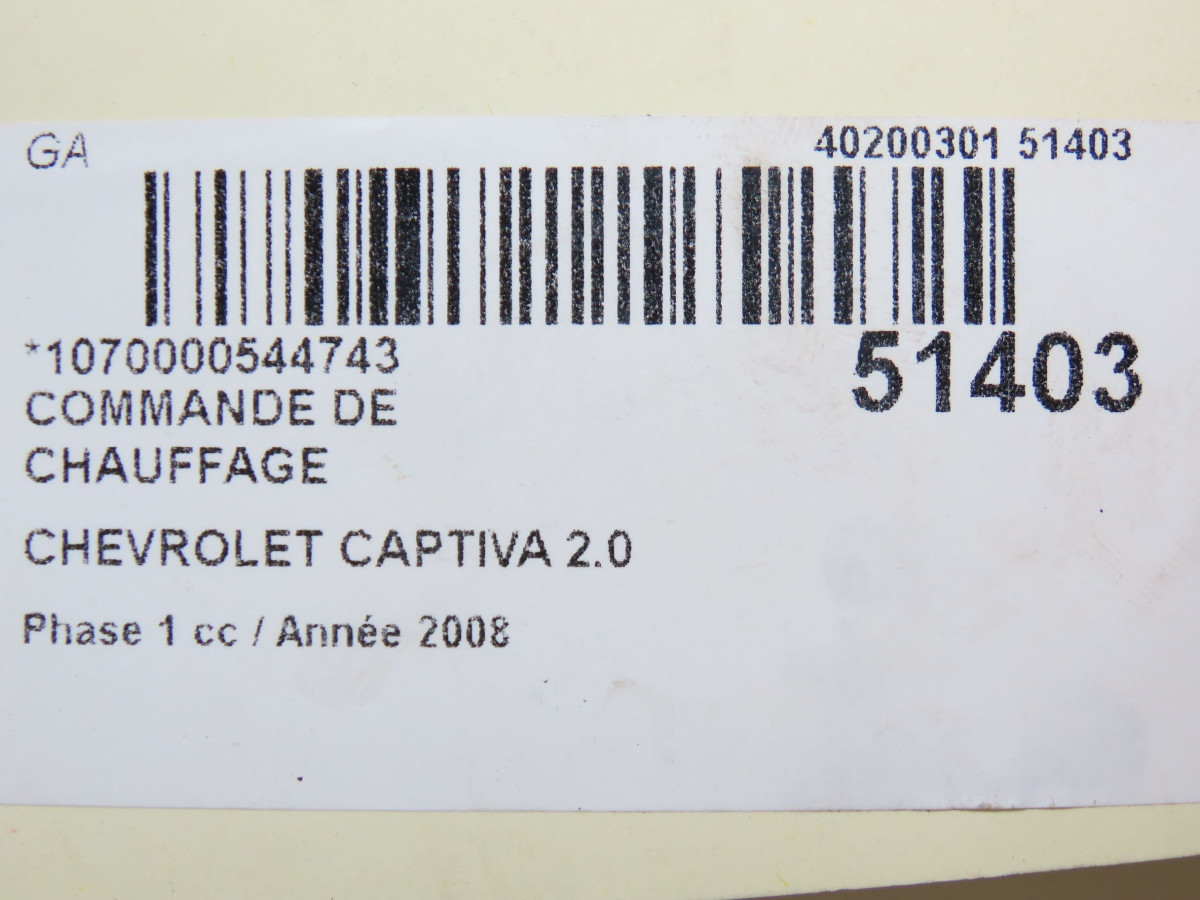 GA
40200301 51403
*1070000544743
51403
COMMANDE DE
CHAUFFAGE
CHEVROLET CAPTIVA 2.0
Phase 1 cc / Année 2008